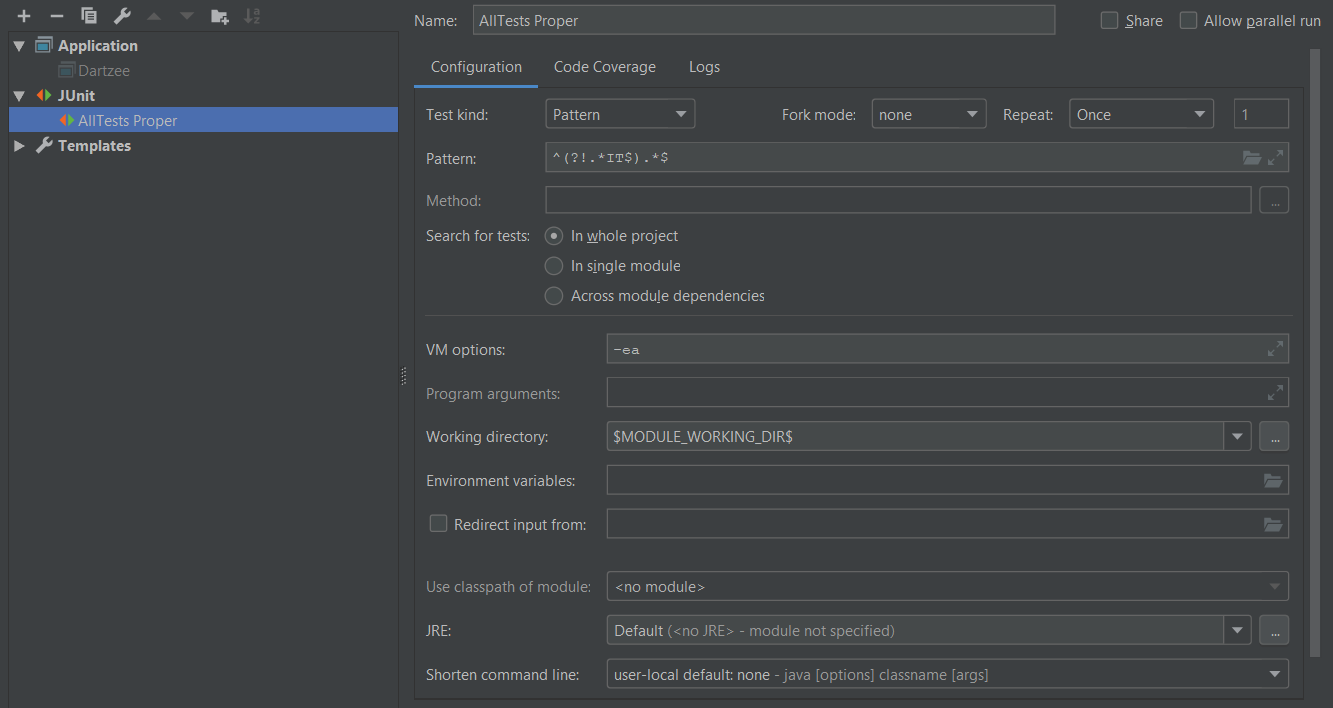 Application
Dartzee
JUnit
AllTests Proper
Templates
Name: AllTests Proper Share Allow parallel run
Configuration Code Coverage Logs
Test kind: Pattern Fork mode: none Repeat: Once 1
Pattern: ^(?!.*IT$).*$
Method: ...
Search for tests: In whole project
In single module
Across module dependencies
VM options: -ea
Program arguments:
Working directory: $MODULE_WORKING_DIR$ ...
Environment variables:
Redirect input from:
Use classpath of module: <no module>
JRE: Default (<no JRE> - module not specified) ...
Shorten command line: user-local default: none - java [options] classname [args]